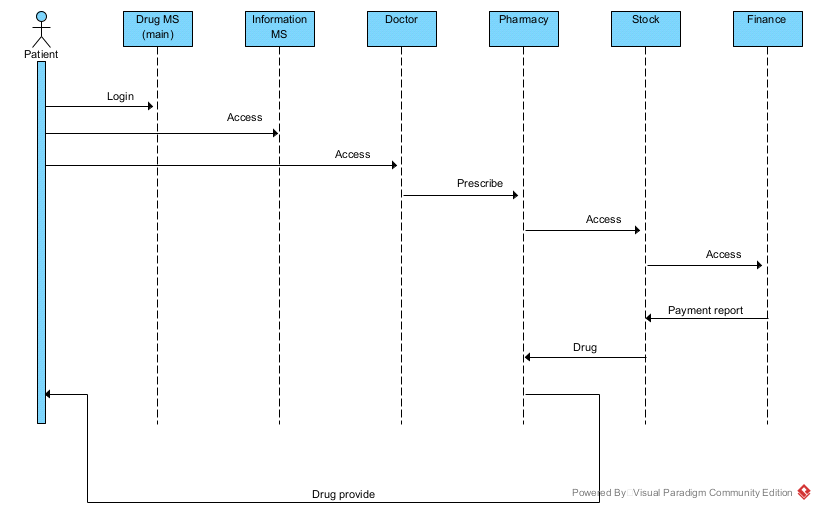 Drug MS
(main)
Information
MS
Doctor
Pharmacy
Stock
Finance
Patient
Login
Access
Access
Prescribe
Access
Access
Payment report
Drug
Drug provide
Powered By Visual Paradigm Community Edition